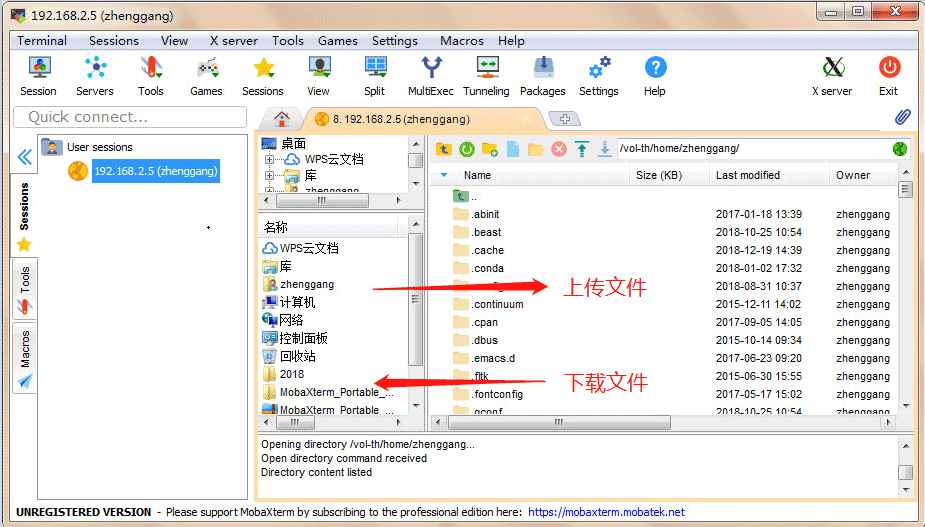 192.168.2.5 (zhenggang)
Terminal Sessions View X server Tools Games Settings Macros Help
Session Servers Tools Games Sessions View Split MultiExec Tunneling Packages Settings Help X server Exit
Quick connect...
8. 192.168.2.5 (zhenggang)
Sessions
Tools
Macros
User sessions
192.168.2.5 (zhenggang)
桌面
WPS云文档
库
zhenggang
名称
WPS云文档
库
zhenggang
计算机
网络
控制面板
回收站
2018
MobaXterm_Portable_...
MobaXterm_Portable_...
/vol-th/home/zhenggang/
Name Size (KB) Last modified Owner
..
.abinit 2017-01-18 13:39 zhenggang
.beast 2018-10-25 10:54 zhenggang
.cache 2018-12-19 14:39 zhenggang
.conda 2018-01-02 17:32 zhenggang
2018-08-31 10:37 zhenggang
.continuum 2015-12-11 14:02 zhenggang
.cpan 2017-09-05 14:05 zhenggang
.dbus 2015-10-14 09:34 zhenggang
.emacs.d 2017-06-23 09:20 zhenggang
.fltk 2015-06-30 15:55 zhenggang
.fontconfig 2017-05-17 15:02 zhenggang
.gconf 2018-10-25 10:54 zhenggang
上传文件
下载文件
Opening directory /vol-th/home/zhenggang...
Open directory command received
Directory content listed
UNREGISTERED VERSION - Please support MobaXterm by subscribing to the professional edition here: https://mobaxterm.mobatek.net